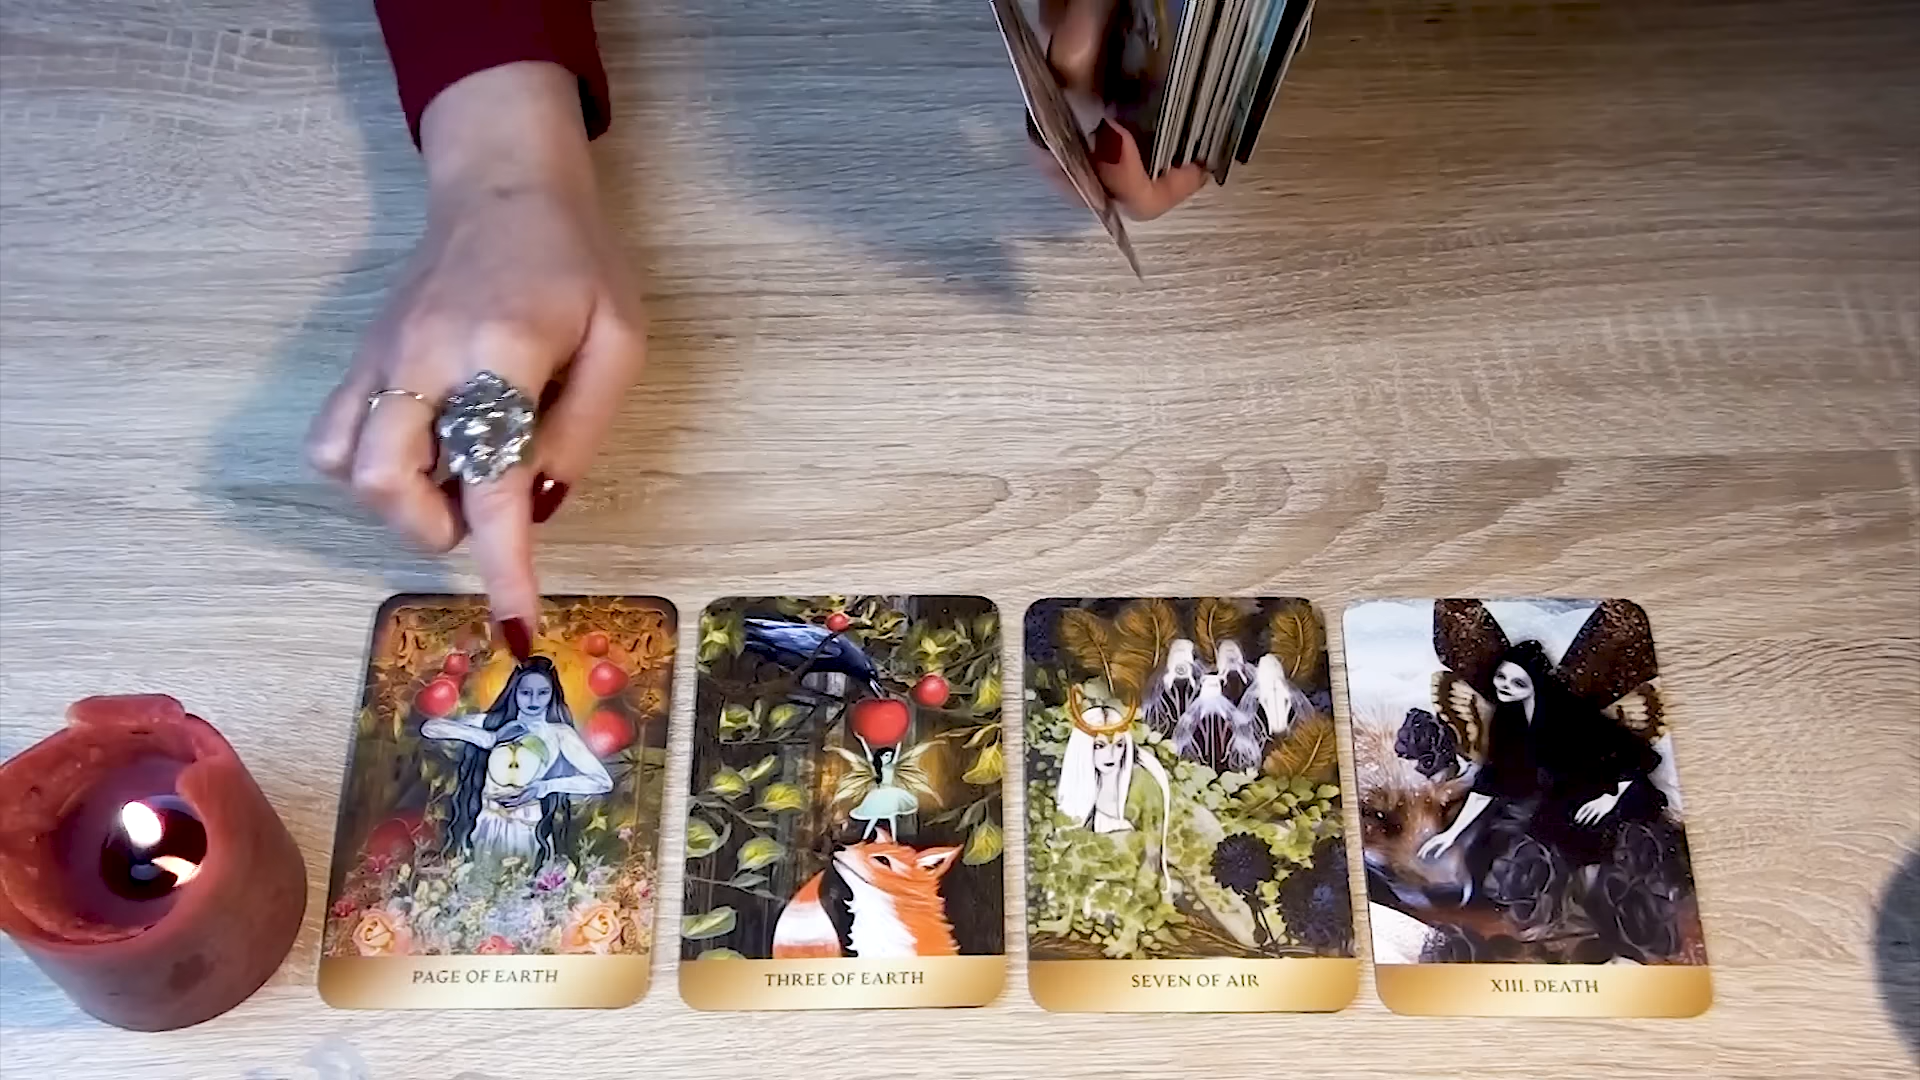 PAGE OF EARTH
THREE OF EARTH
SEVEN OF AIR
XIII. DEATH